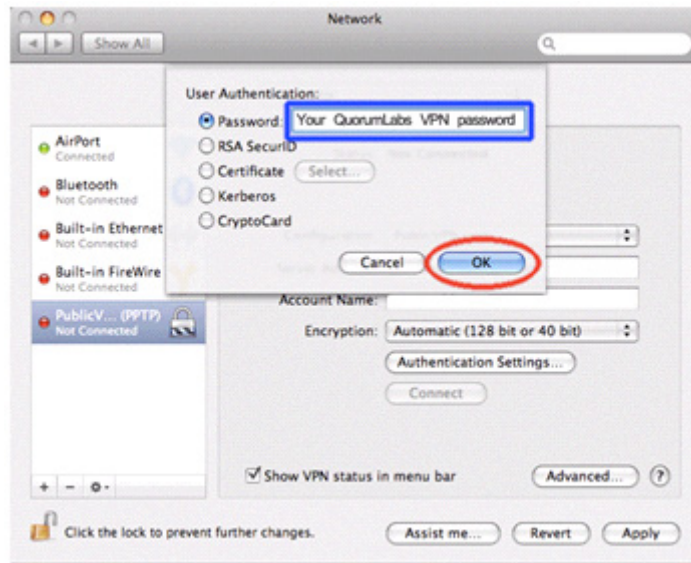 Network
Show All
User Authentication:
Password: Your QuorumLabs VPN password
RSA SecurID
Certificate Select...
Kerberos
CryptoCard
Cancel OK
AirPort
Connected
Bluetooth
Not Connected
Built-in Ethernet
Not Connected
Built-in FireWire
Not Connected
PublicV... (PPTP)
Not Connected
Account Name:
Encryption: Automatic (128 bit or 40 bit)
Authentication Settings...
Connect
Show VPN status in menu bar
Advanced... ?
Click the lock to prevent further changes.
Assist me... Revert Apply